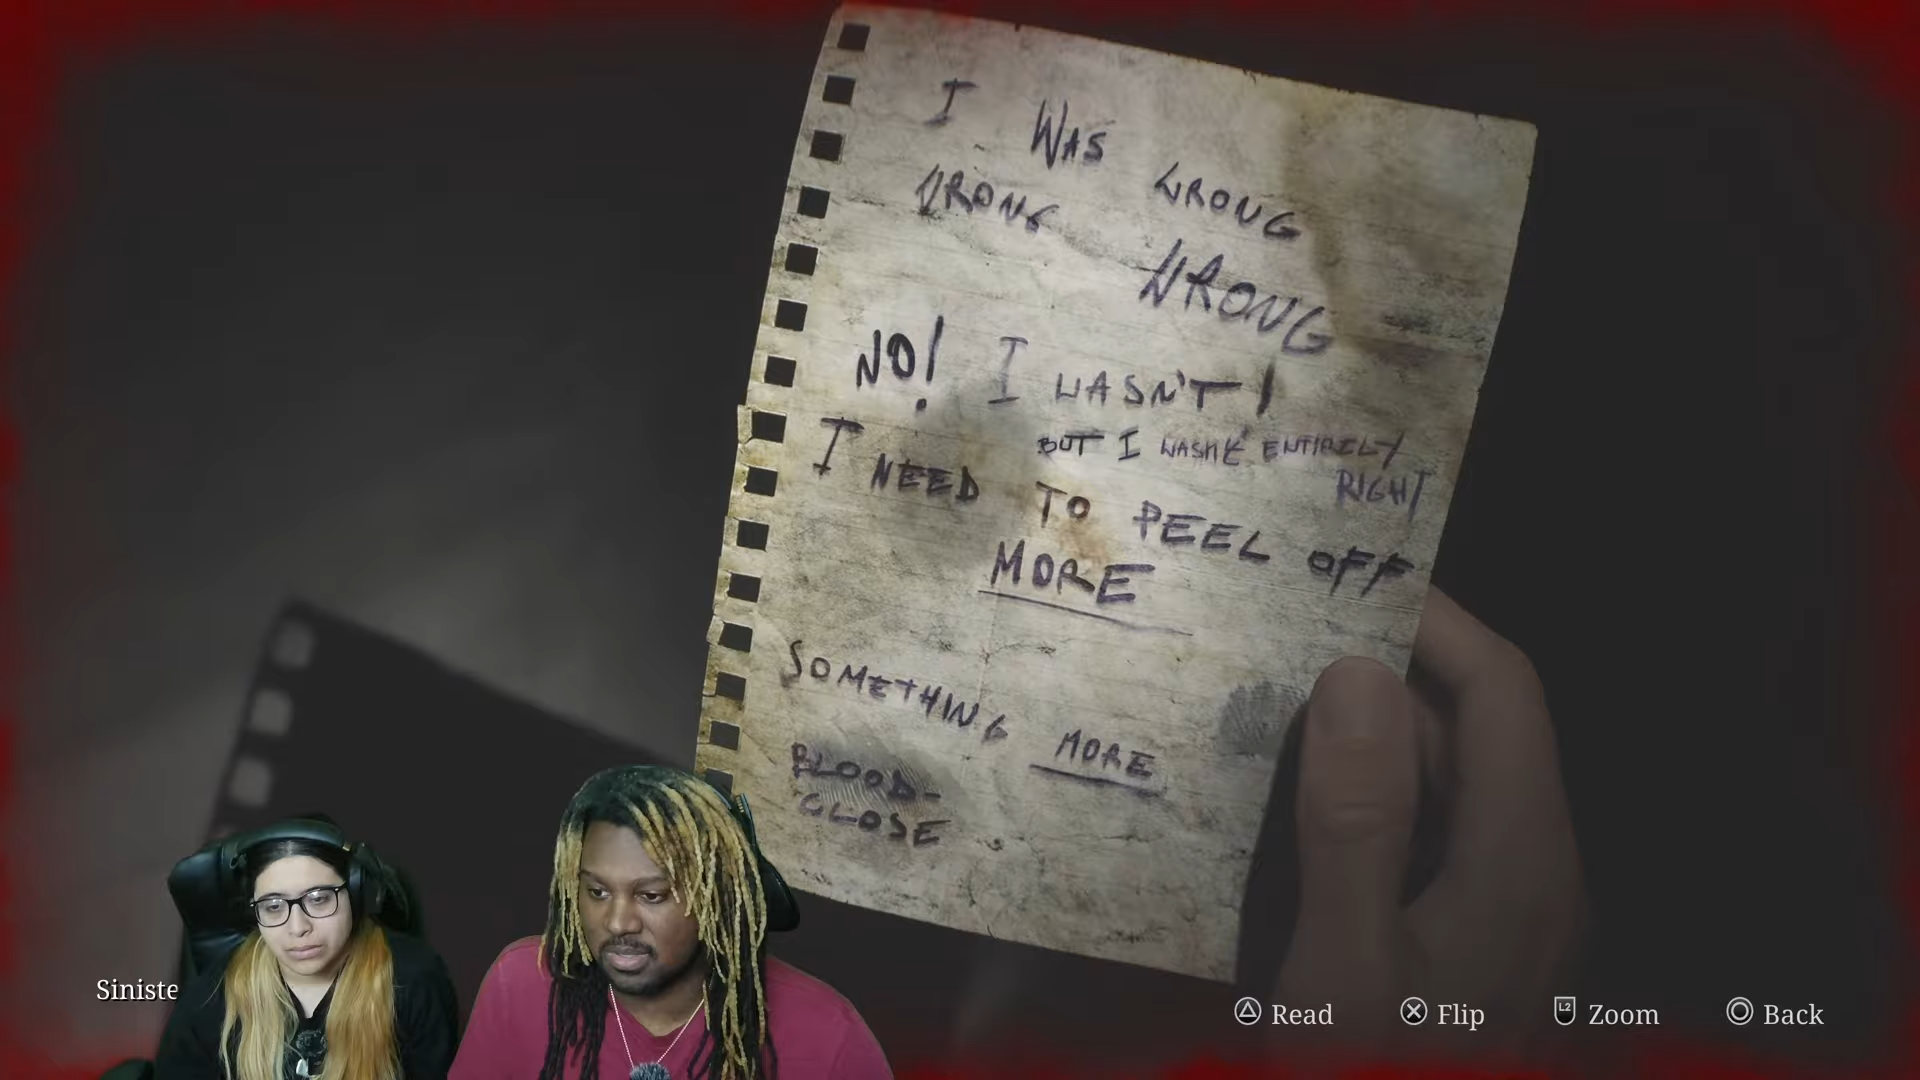 I WAS WRONG
WRONG
WRONG
NO! I WASN'T!
BUT I WASN'T ENTIRELY
RIGHT
I NEED TO PEEL OFF
MORE
SOMETHING MORE
BLOOD-
CLOSE
Siniste
Read
Flip
L2 Zoom
Back